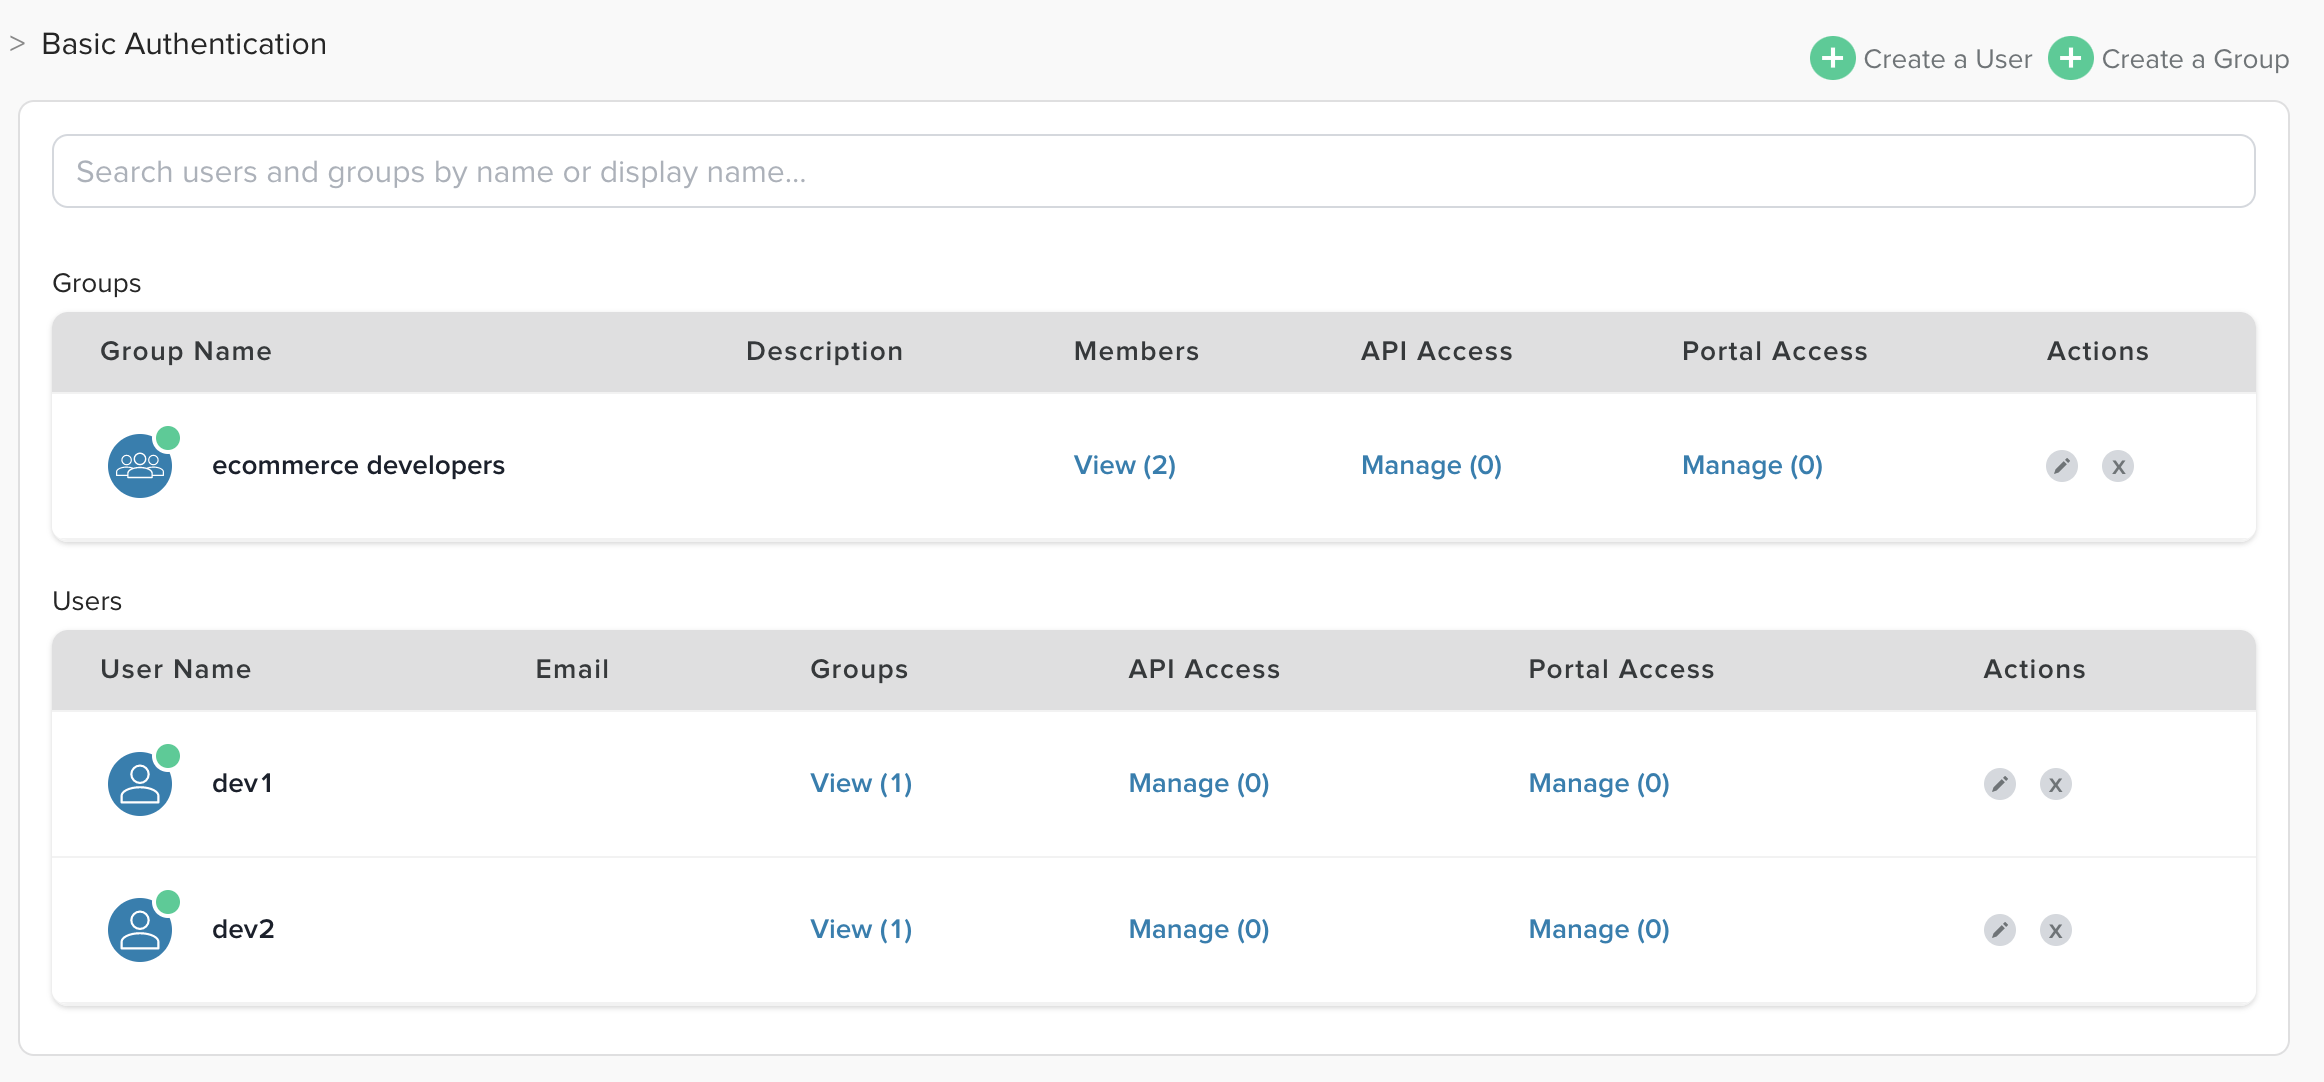 > Basic Authentication
+ Create a User + Create a Group
Search users and groups by name or display name...
Groups
Group Name Description Members API Access Portal Access Actions
ecommerce developers View (2) Manage (0) Manage (0) x
Users
User Name Email Groups API Access Portal Access Actions
dev1 View (1) Manage (0) Manage (0) x
dev2 View (1) Manage (0) Manage (0) x